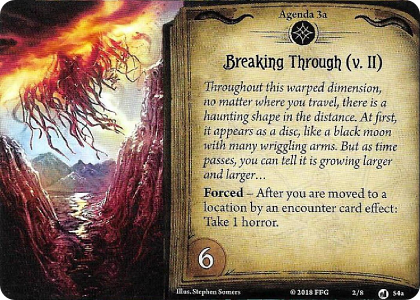 Agenda 3a
Breaking Through (v. II)
Throughout this warped dimension,
no matter where you travel, there is a
haunting shape in the distance. At first,
it appears as a disc, like a black moon
with many wriggling arms. But as time
passes, you can tell it is growing larger
and larger…
Forced – After you are moved to a
location by an encounter card effect:
Take 1 horror.
6
Illus. Stephen Somers
© 2018 FFG
2/8
54a